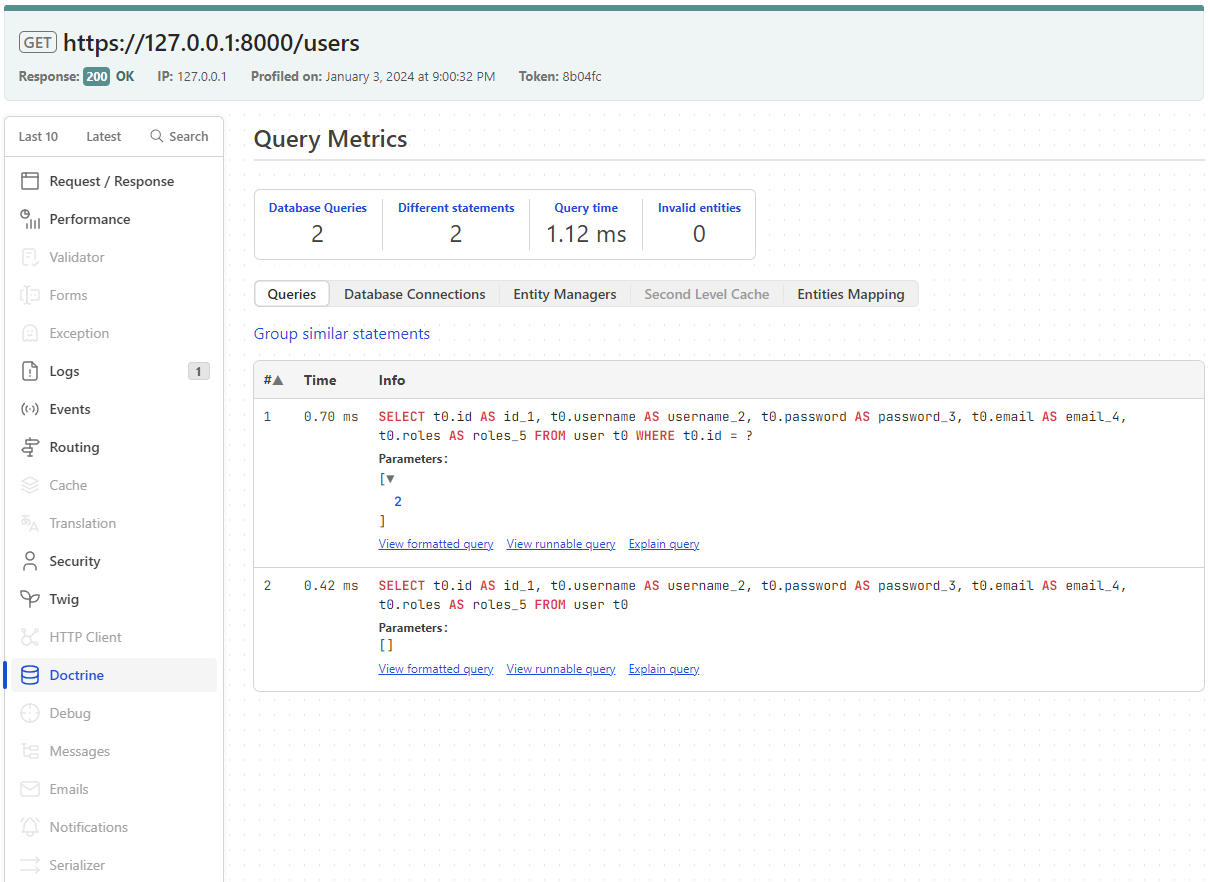 GET https://127.0.0.1:8000/users
Response: 200 OK IP: 127.0.0.1 Profiled on: January 3, 2024 at 9:00:32 PM Token: 8b04fc
Last 10 Latest Search
Request / Response
Performance
Validator
Forms
Exception
Logs 1
Events
Routing
Cache
Translation
Security
Twig
HTTP Client
Doctrine
Debug
Messages
Emails
Notifications
Serializer
Query Metrics
Database Queries Different statements Query time Invalid entities
2 2 1.12 ms 0
Queries Database Connections Entity Managers Second Level Cache Entities Mapping
Group similar statements
#▲ Time Info
1 0.70 ms SELECT t0.id AS id_1, t0.username AS username_2, t0.password AS password_3, t0.email AS email_4,
t0.roles AS roles_5 FROM user t0 WHERE t0.id = ?
Parameters:
[▼
2
]
View formatted query View runnable query Explain query
2 0.42 ms SELECT t0.id AS id_1, t0.username AS username_2, t0.password AS password_3, t0.email AS email_4,
t0.roles AS roles_5 FROM user t0
Parameters:
[]
View formatted query View runnable query Explain query